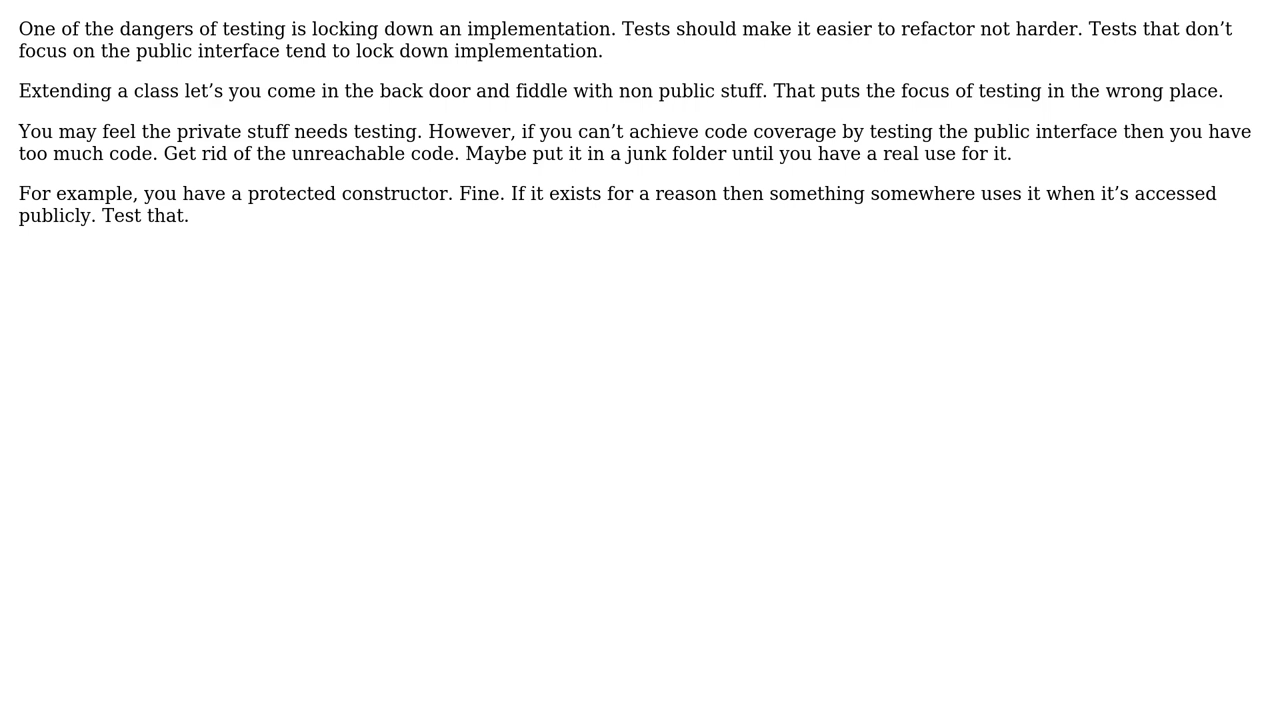 One of the dangers of testing is locking down an implementation. Tests should make it easier to refactor not harder. Tests that don’t
focus on the public interface tend to lock down implementation.
Extending a class let’s you come in the back door and fiddle with non public stuff. That puts the focus of testing in the wrong place.
You may feel the private stuff needs testing. However, if you can’t achieve code coverage by testing the public interface then you have
too much code. Get rid of the unreachable code. Maybe put it in a junk folder until you have a real use for it.
For example, you have a protected constructor. Fine. If it exists for a reason then something somewhere uses it when it’s accessed
publicly. Test that.